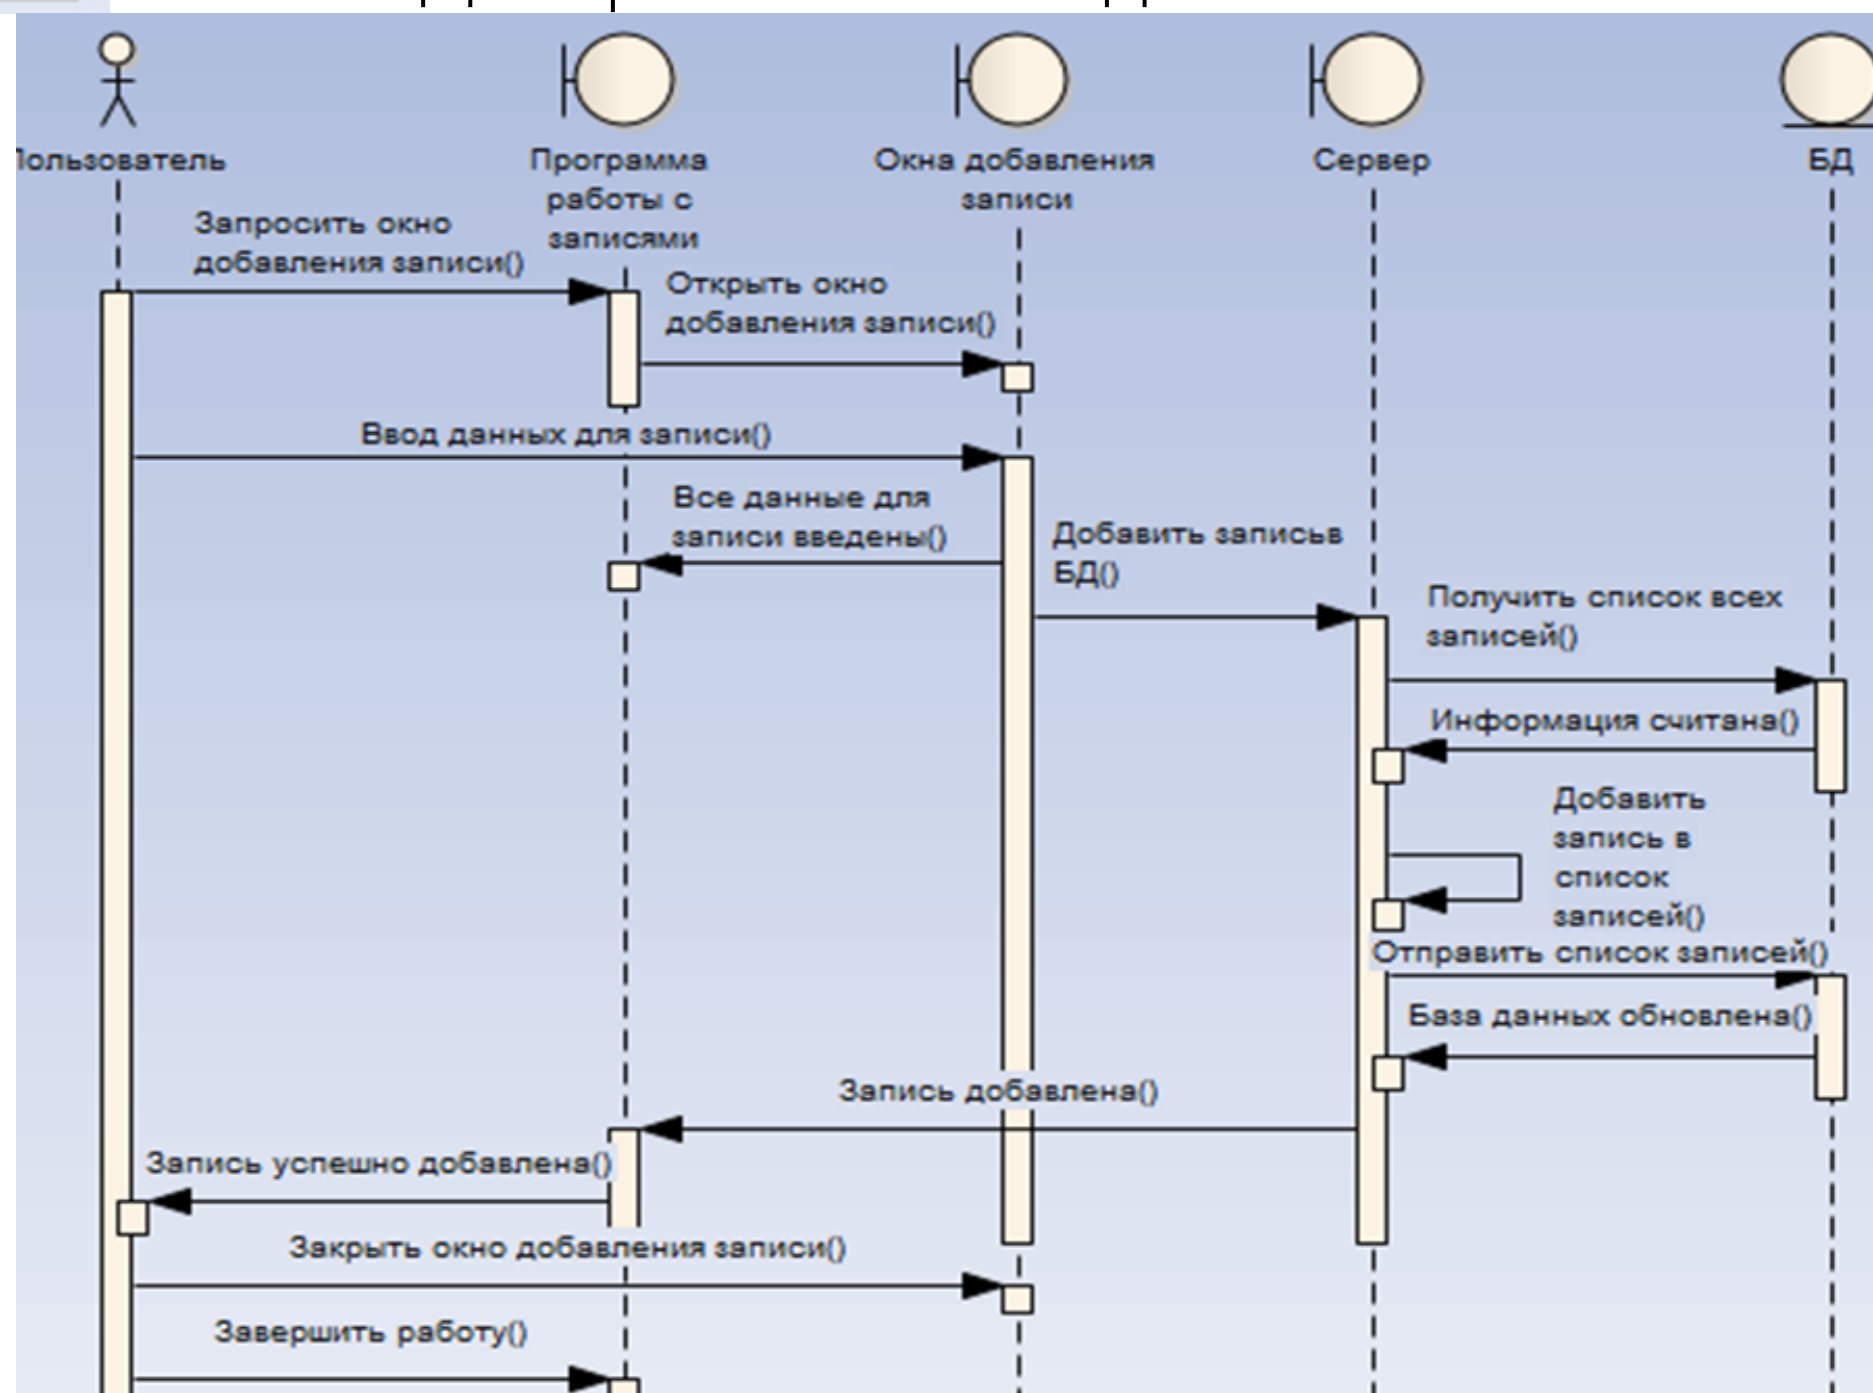 Пользователь
Программа
работы с
записями
Окна добавления
записи
Сервер
БД
Запросить окно
добавления записи()
Открыть окно
добавления записи()
Ввод данных для записи()
Все данные для
записи введены()
Добавить записьв
БД()
Получить список всех
записей()
Информация считана()
Добавить
запись в
список
записей()
Отправить список записей()
База данных обновлена()
Запись добавлена()
Запись успешно добавлена()
Закрыть окно добавления записи()
Завершить работу()